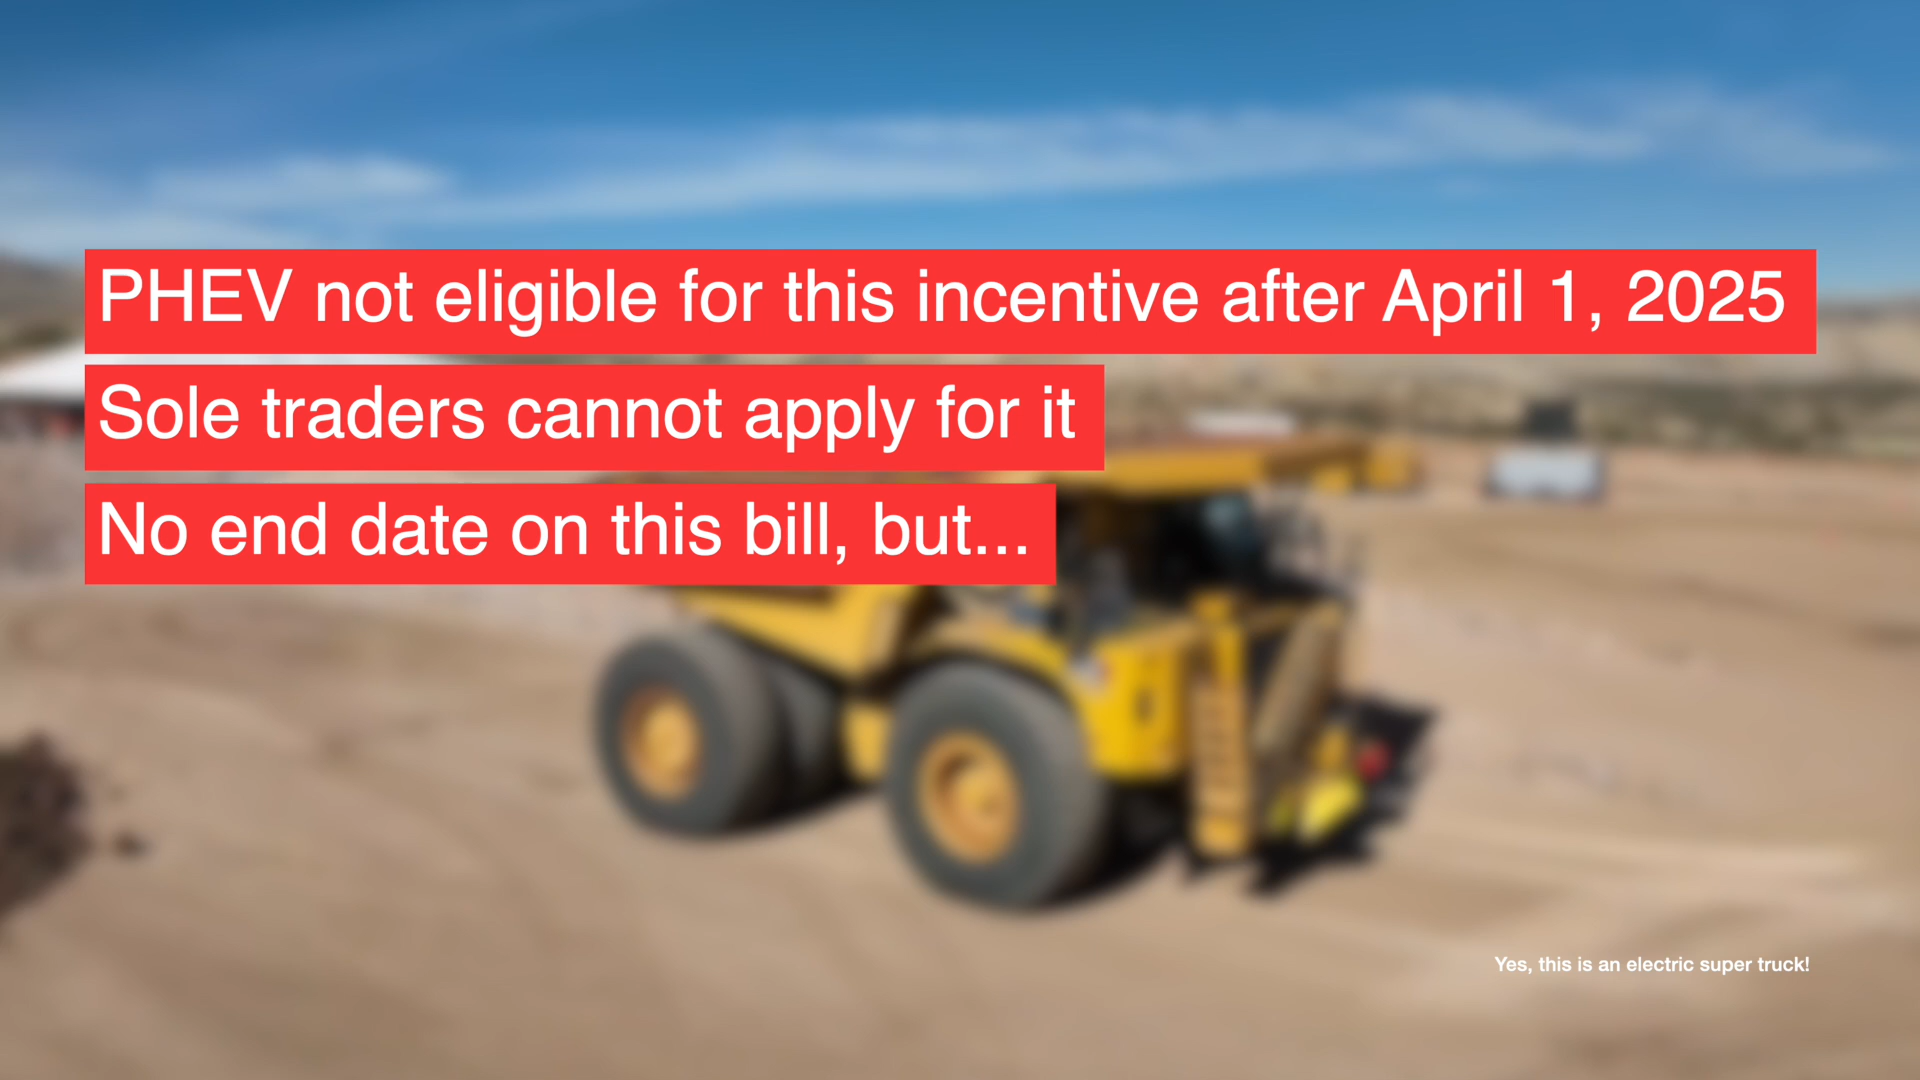 PHEV not eligible for this incentive after April 1, 2025
Sole traders cannot apply for it
No end date on this bill, but...
Yes, this is an electric super truck!